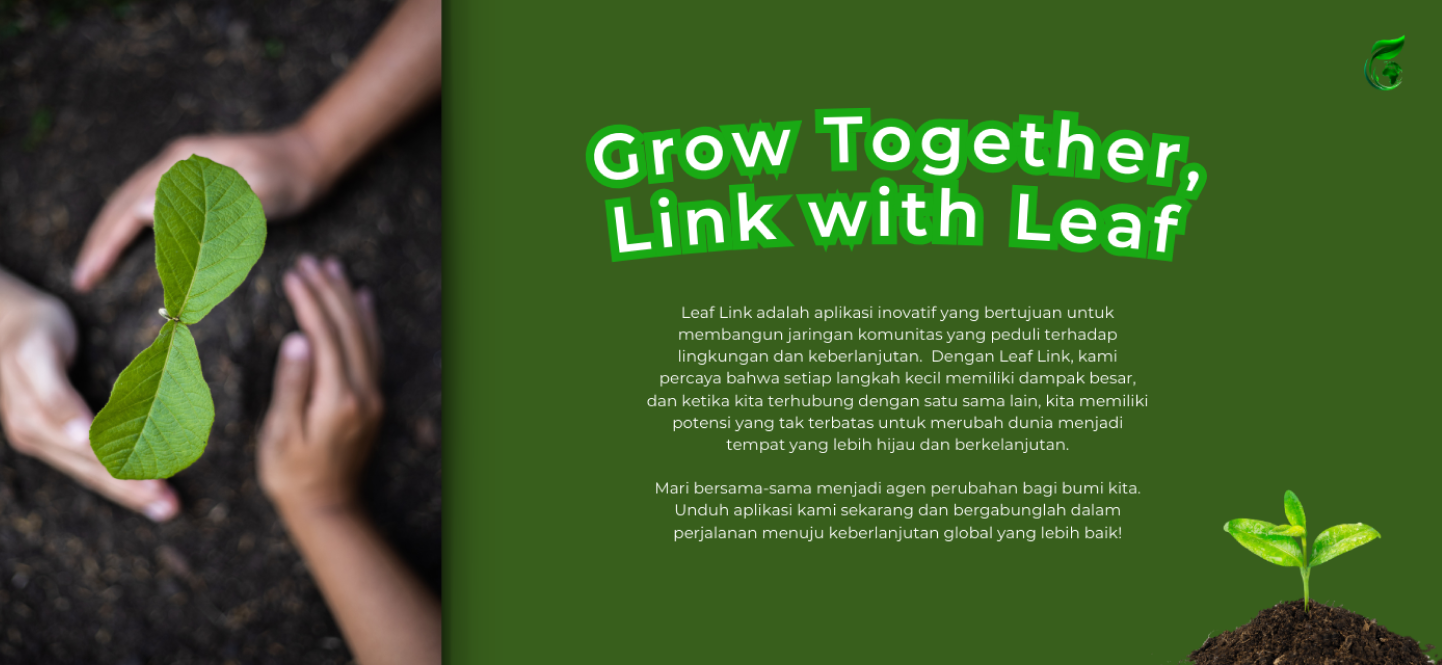 Grow Together,
Link with Leaf
Leaf Link adalah aplikasi inovatif yang bertujuan untuk
membangun jaringan komunitas yang peduli terhadap
lingkungan dan keberlanjutan.  Dengan Leaf Link, kami
percaya bahwa setiap langkah kecil memiliki dampak besar,
dan ketika kita terhubung dengan satu sama lain, kita memiliki
potensi yang tak terbatas untuk merubah dunia menjadi
tempat yang lebih hijau dan berkelanjutan.
Mari bersama-sama menjadi agen perubahan bagi bumi kita.
Unduh aplikasi kami sekarang dan bergabunglah dalam
perjalanan menuju keberlanjutan global yang lebih baik!